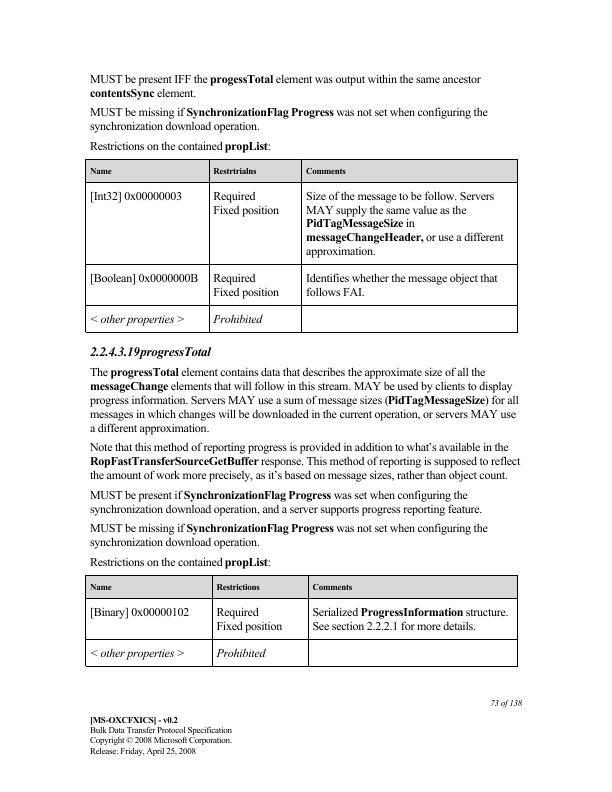 MUST be present IFF the progessTotal element was output within the same ancestor
contentsSync element.
MUST be missing if SynchronizationFlag Progress was not set when configuring the
synchronization download operation.
Restrictions on the contained propList:
Name Restrtrialns Comments
[Int32] 0x00000003 Required Size of the message to be follow. Servers
Fixed position MAY supply the same value as the
PidTagMessageSize in
messageChangeHeader, or use a different
approximation.
[Boolean] 0x0000000B Required Identifies whether the message object that
Fixed position follows FAI.
< other properties > Prohibited
2.2.4.3.19progressTotal
The progressTotal element contains data that describes the approximate size of all the
messageChange elements that will follow in this stream. MAY be used by clients to display
progress information. Servers MAY use a sum of message sizes (PidTagMessageSize) for all
messages in which changes will be downloaded in the current operation, or servers MAY use
a different approximation.
Note that this method of reporting progress is provided in addition to what's available in the
RopFastTransferSourceGetBuffer response. This method of reporting is supposed to reflect
the amount of work more precisely, as it's based on message sizes, rather than object count.
MUST be present if SynchronizationFlag Progress was set when configuring the
synchronization download operation, and a server supports progress reporting feature.
MUST be missing if SynchronizationFlag Progress was not set when configuring the
synchronization download operation.
Restrictions on the contained propList:
Name Restrictions Comments
[Binary] 0x00000102 Required Serialized ProgressInformation structure.
Fixed position See section 2.2.2.1 for more details.
< other properties > Prohibited
73 of 138
[MS-OXCFXICS] - v0.2
Bulk Data Transfer Protocol Specification
Copyright © 2008 Microsoft Corporation.
Release: Friday, April 25, 2008